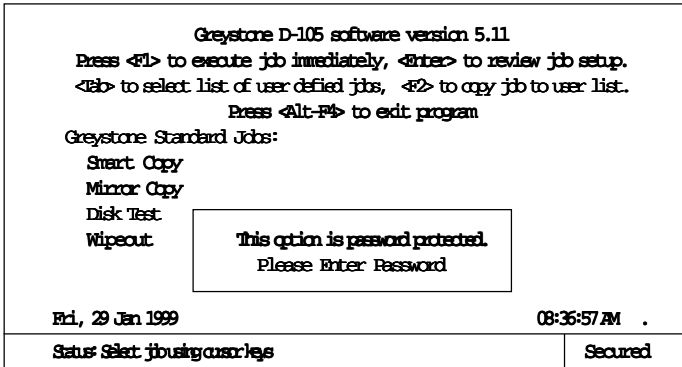 Greystone D-105 software version 5.11
Press <F1> to execute job immediately, <Enter> to review job setup.
<Tab> to select list of user defied jobs, <F2> to copy job to user list.
Press <Alt-F4> to exit program
Greystone Standard Jobs:
Smart Copy
Mirror Copy
Disk Test
Wipeout
This option is password protected.
Please Enter Password
Fri, 29 Jan 1999 08:36:57 AM .
Status: Select job using cursor keys Secured